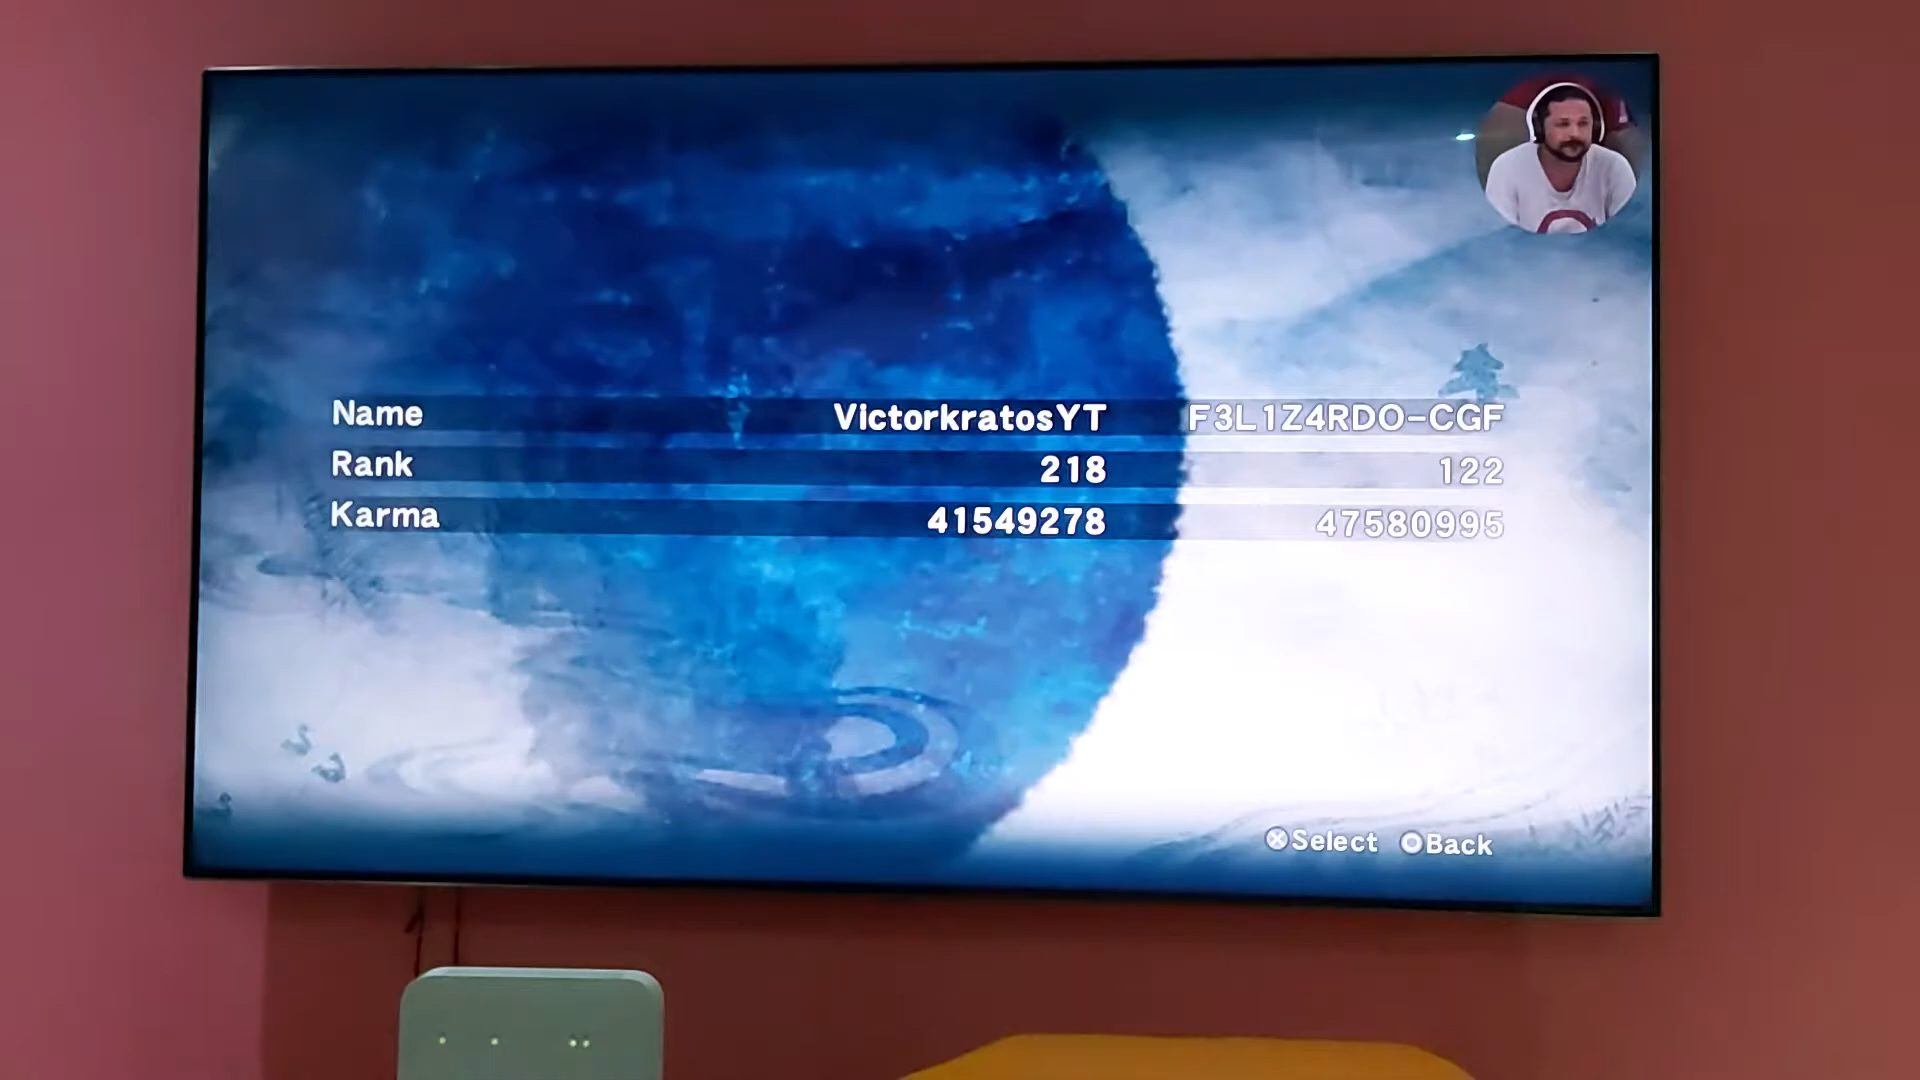 Name VictorkratosYT F3L1Z4RDO-CGF
Rank 218 122
Karma 41549278 47580995
Select Back